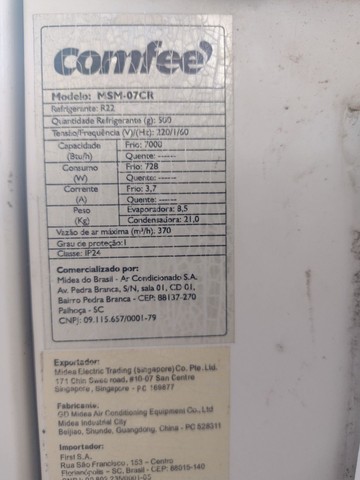 comfee'
Modelo: MSM-07CR
Refrigerante: R22
Quantidade Refrigerante (g): 500
Tensão/Frequência (V)/(Hz): 220/1/60
Capacidade (Btu/h) Frio: 7000
Quente: ------
Consumo (W) Frio: 728
Quente: ------
Corrente (A) Frio: 3,7
Quente: ------
Peso (Kg) Evaporadora: 8,5
Condensadora: 21,0
Vazão de ar máxima (m³/h): 370
Grau de proteção: I
Classe: IP24
Comercializado por:
Midea do Brasil - Ar Condicionado S.A.
Av. Pedra Branca, S/N, sala 01, CD 01,
Bairro Pedra Branca - CEP: 88137-270
Palhoça - SC
CNPJ: 09.115.657/0001-79
Exportador:
Midea Electric Trading (Singapore) Co. Pte. Ltd.
171 Chin Swee road, #10-07 San Centre
Singapore, Singapore - PC 169877
Fabricante:
GD Midea Air Conditioning Equipment Co., Ltd
Midea Industrial City
Beijiao, Shunde, Guangdong, China - PC 528311
Importador:
First S.A.
Rua São Francisco, 153 - Centro
Florianópolis - SC, Brasil - CEP: 88015-140